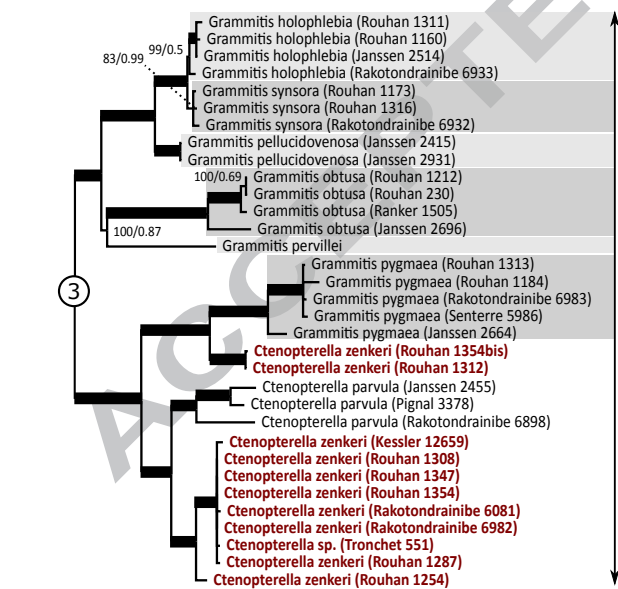 Grammitis holophlebia (Rouhan 1311)
Grammitis holophlebia (Rouhan 1160)
99/0.5
Grammitis holophlebia (Janssen 2514)
83/0.99
Grammitis holophlebia (Rakotondrainibe 6933)
Grammitis synsora (Rouhan 1173)
Grammitis synsora (Rouhan 1316)
Grammitis synsora (Rakotondrainibe 6932)
Grammitis pellucidovenosa (Janssen 2415)
Grammitis pellucidovenosa (Janssen 2931)
100/0.69
Grammitis obtusa (Rouhan 1212)
Grammitis obtusa (Rouhan 230)
Grammitis obtusa (Ranker 1505)
Grammitis obtusa (Janssen 2696)
100/0.87
Grammitis pervillei
Grammitis pygmaea (Rouhan 1313)
Grammitis pygmaea (Rouhan 1184)
3
Grammitis pygmaea (Rakotondrainibe 6983)
Grammitis pygmaea (Senterre 5986)
Grammitis pygmaea (Janssen 2664)
Ctenopterella zenkeri (Rouhan 1354bis)
Ctenopterella zenkeri (Rouhan 1312)
Ctenopterella parvula (Janssen 2455)
Ctenopterella parvula (Pignal 3378)
Ctenopterella parvula (Rakotondrainibe 6898)
Ctenopterella zenkeri (Kessler 12659)
Ctenopterella zenkeri (Rouhan 1308)
Ctenopterella zenkeri (Rouhan 1347)
Ctenopterella zenkeri (Rouhan 1354)
Ctenopterella zenkeri (Rakotondrainibe 6081)
Ctenopterella zenkeri (Rakotondrainibe 6982)
Ctenopterella sp. (Tronchet 551)
Ctenopterella zenkeri (Rouhan 1287)
Ctenopterella zenkeri (Rouhan 1254)
ACCEPTE